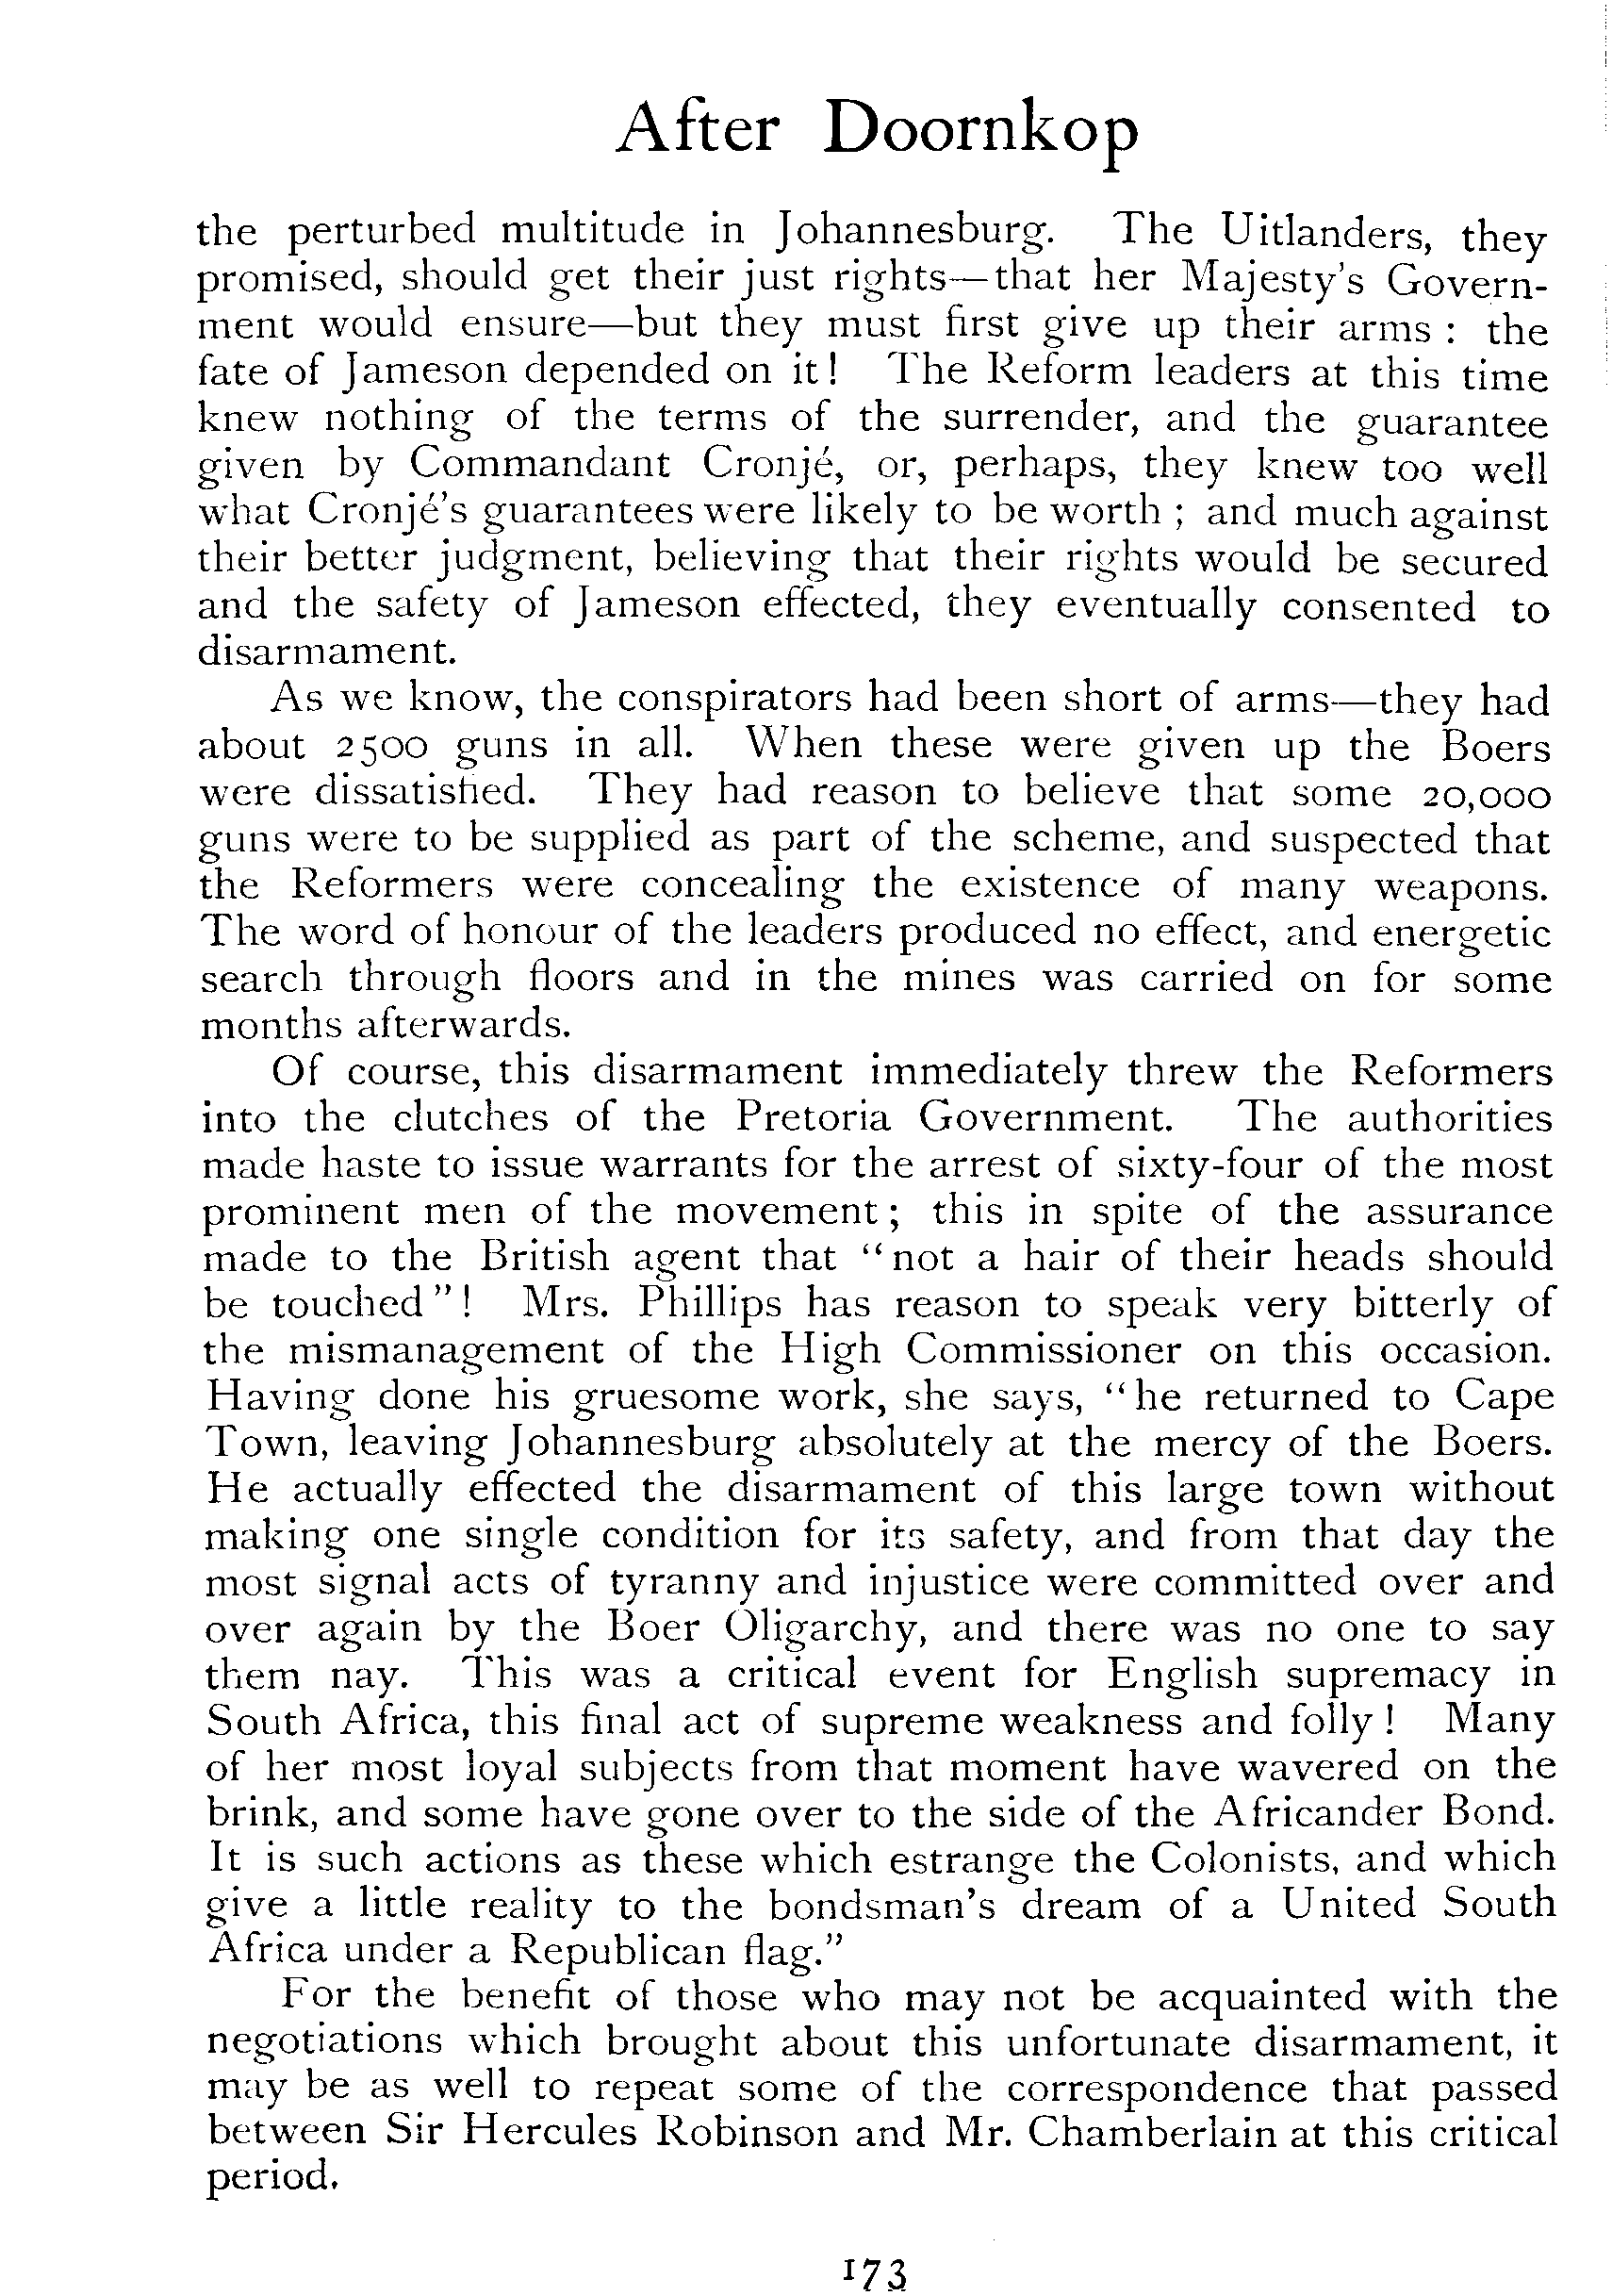 After Doornkop
the perturbed multitude in Johannesburg. The Uitlanders, they
promised, should get their just rights—that her Majesty's Govern-
ment would ensure—but they must first give up their arms : the
fate of Jameson depended on it! The Reform leaders at this time
knew nothing of the terms of the surrender, and the guarantee
given by Commandant Cronjé, or, perhaps, they knew too well
what Cronjé's guarantees were likely to be worth ; and much against
their better judgment, believing that their rights would be secured
and the safety of Jameson effected, they eventually consented to
disarmament.
As we know, the conspirators had been short of arms—they had
about 2500 guns in all. When these were given up the Boers
were dissatisfied. They had reason to believe that some 20,000
guns were to be supplied as part of the scheme, and suspected that
the Reformers were concealing the existence of many weapons.
The word of honour of the leaders produced no effect, and energetic
search through floors and in the mines was carried on for some
months afterwards.
Of course, this disarmament immediately threw the Reformers
into the clutches of the Pretoria Government. The authorities
made haste to issue warrants for the arrest of sixty-four of the most
prominent men of the movement ; this in spite of the assurance
made to the British agent that "not a hair of their heads should
be touched"! Mrs. Phillips has reason to speak very bitterly of
the mismanagement of the High Commissioner on this occasion.
Having done his gruesome work, she says, "he returned to Cape
Town, leaving Johannesburg absolutely at the mercy of the Boers.
He actually effected the disarmament of this large town without
making one single condition for its safety, and from that day the
most signal acts of tyranny and injustice were committed over and
over again by the Boer Oligarchy, and there was no one to say
them nay. This was a critical event for English supremacy in
South Africa, this final act of supreme weakness and folly ! Many
of her most loyal subjects from that moment have wavered on the
brink, and some have gone over to the side of the Africander Bond.
It is such actions as these which estrange the Colonists, and which
give a little reality to the bondsman's dream of a United South
Africa under a Republican flag."
For the benefit of those who may not be acquainted with the
negotiations which brought about this unfortunate disarmament, it
may be as well to repeat some of the correspondence that passed
between Sir Hercules Robinson and Mr. Chamberlain at this critical
period.
173